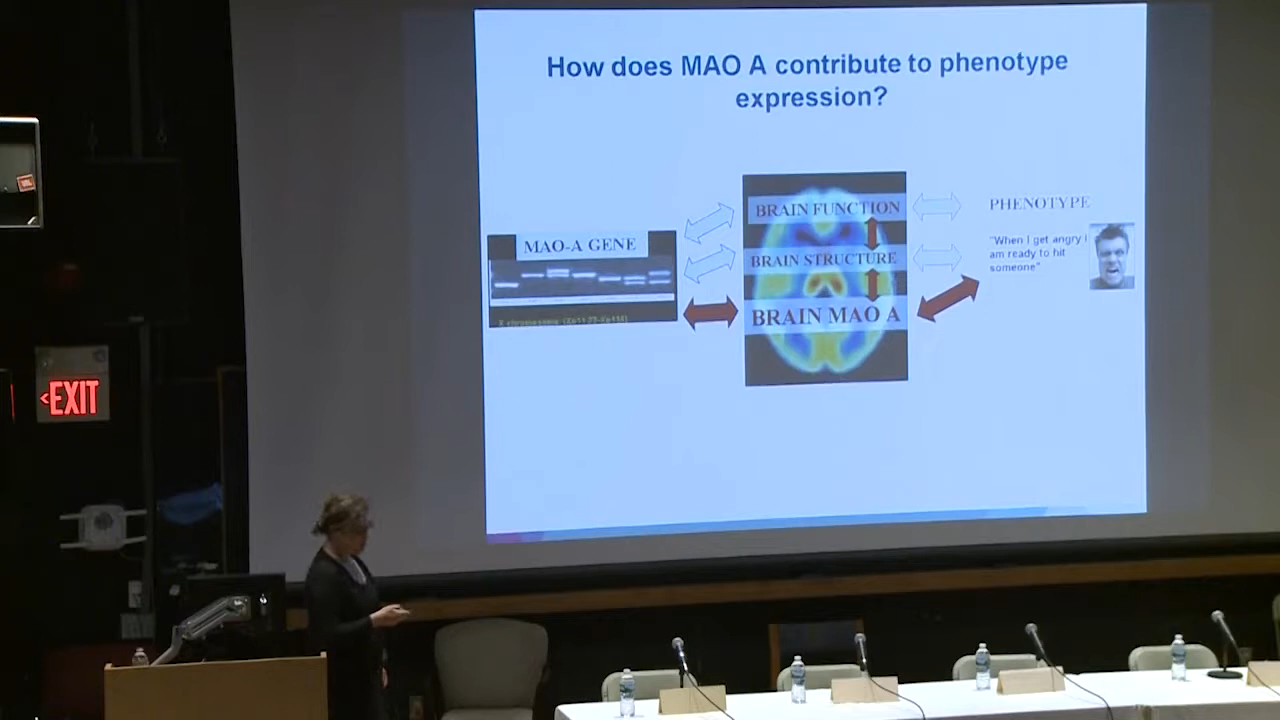 How does MAO A contribute to phenotype
expression?
MAO-A GENE
BRAIN FUNCTION
BRAIN STRUCTURE
BRAIN MAO A
PHENOTYPE
"When I get angry I
am ready to hit
someone"
<EXIT